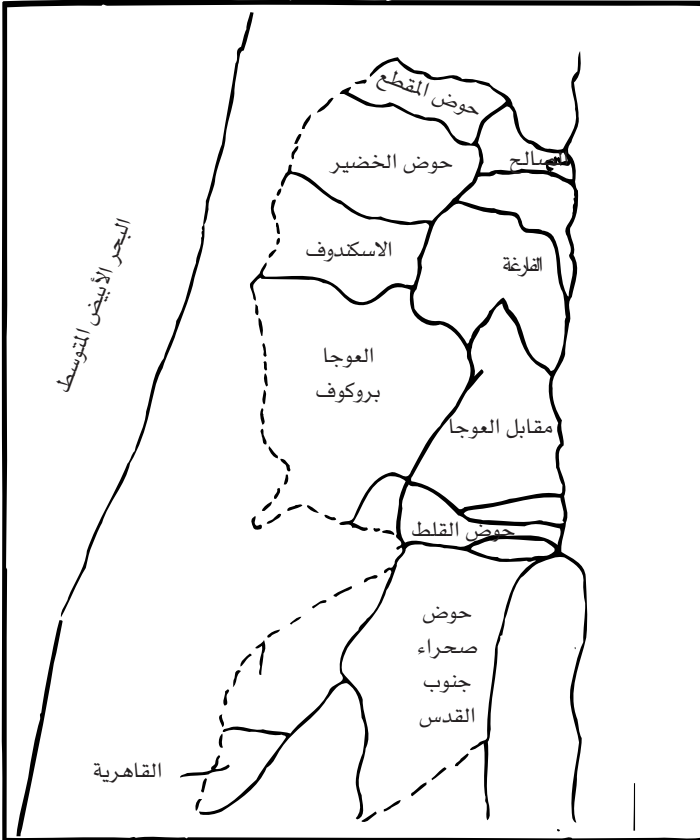 حوض المقطع
المالح
حوض الخضير
الاسكندوف
الفارغة
البحر الأبيض المتوسط
العوجا
بروكوف
مقابل العوجا
حوض القلط
حوض
صحراء
جنوب
القدس
القاهرية